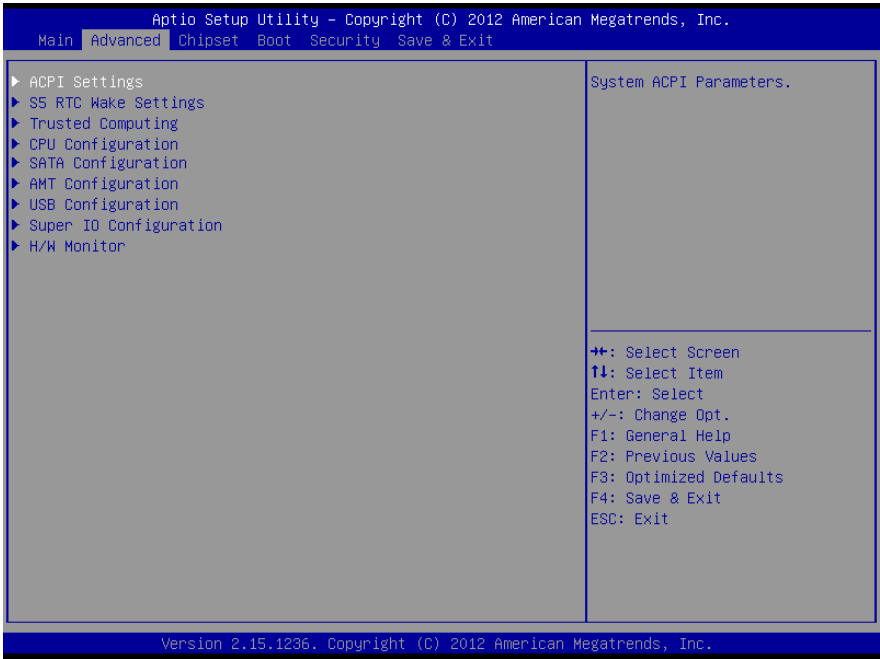 Aptio Setup Utility – Copyright (C) 2012 American Megatrends, Inc.
Main Advanced Chipset Boot Security Save & Exit
ACPI Settings
S5 RTC Wake Settings
Trusted Computing
CPU Configuration
SATA Configuration
AMT Configuration
USB Configuration
Super IO Configuration
H/W Monitor
System ACPI Parameters.
→←: Select Screen
↑↓: Select Item
Enter: Select
+/-: Change Opt.
F1: General Help
F2: Previous Values
F3: Optimized Defaults
F4: Save & Exit
ESC: Exit
Version 2.15.1236. Copyright (C) 2012 American Megatrends, Inc.